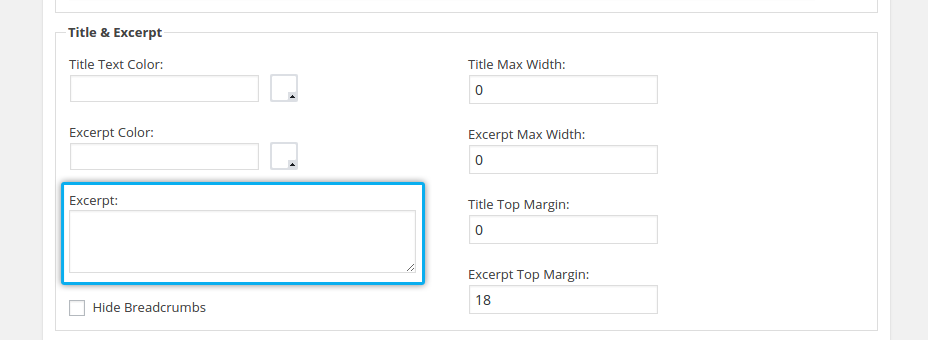 Title & Excerpt
Title Text Color:
Excerpt Color:
Excerpt:
Hide Breadcrumbs
Title Max Width:
0
Excerpt Max Width:
0
Title Top Margin:
0
Excerpt Top Margin:
18